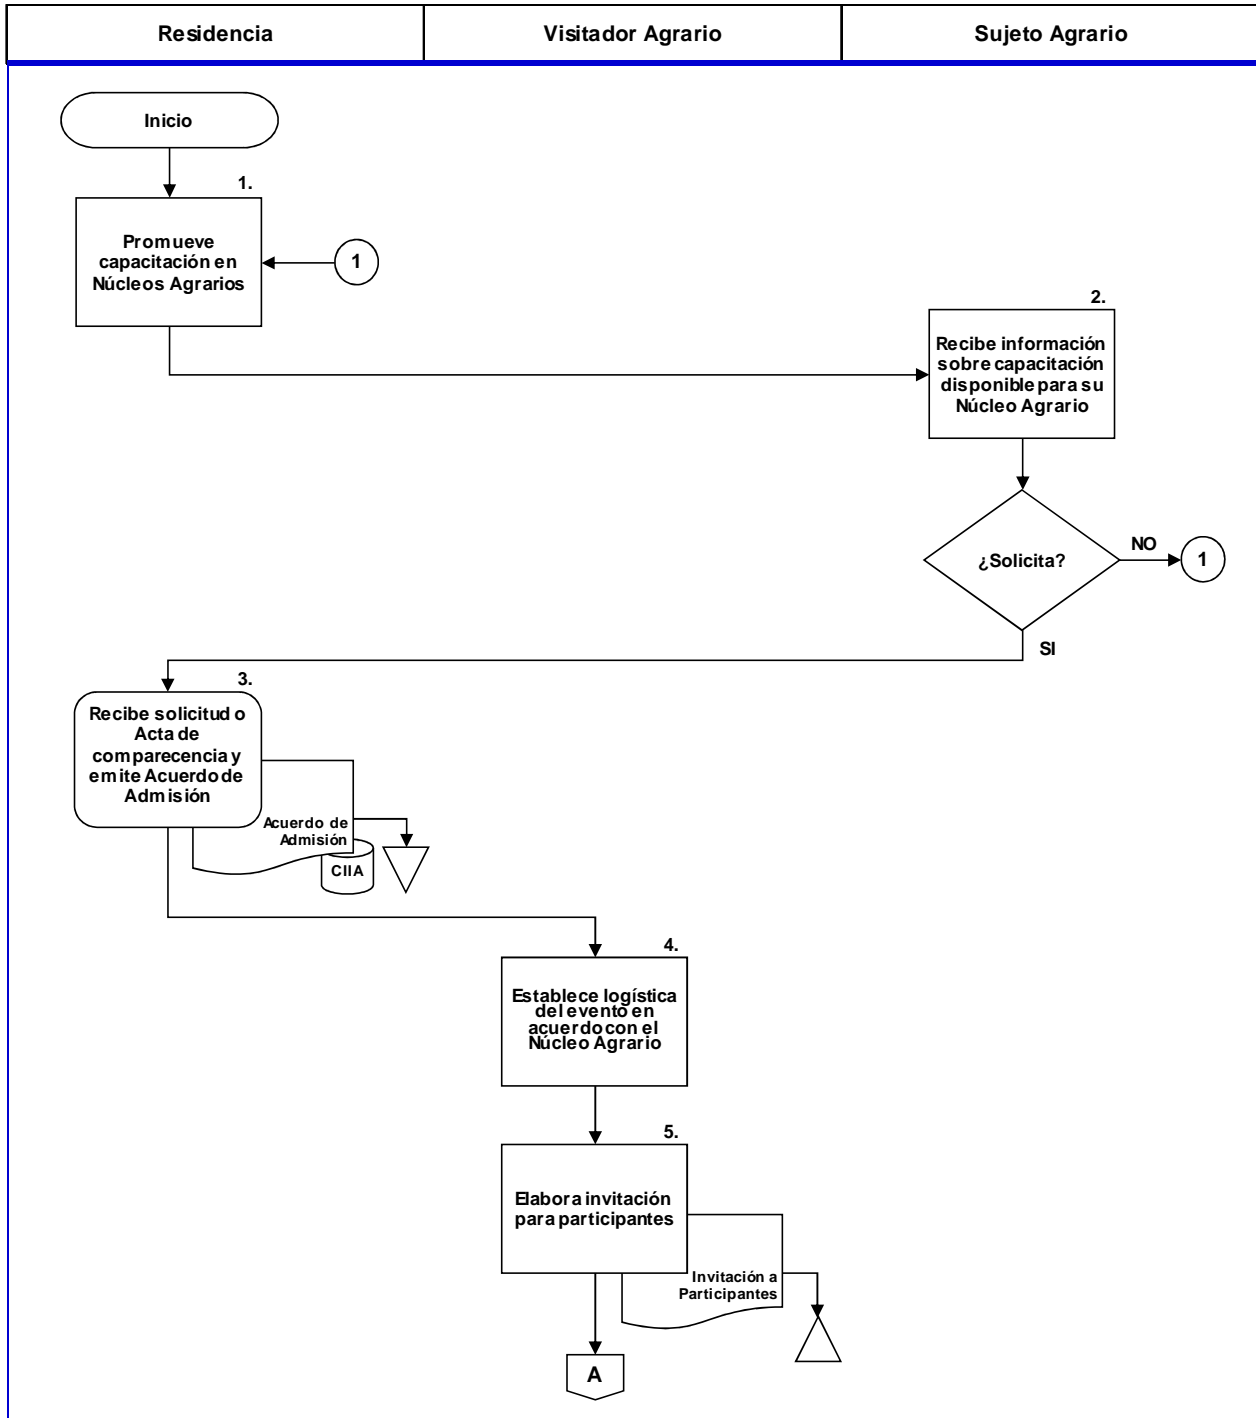 Residencia
Visitador Agrario
Sujeto Agrario
Inicio
1.
Promueve
capacitación en
Núcleos Agrarios
1
2.
Recibe información
sobre capacitación
disponible para su
Núcleo Agrario
¿Solicita?
NO
1
SI
3.
Recibe solicitud o
Acta de
comparecencia y
emite Acuerdo de
Admisión
Acuerdo de
Admisión
CIIA
4.
Establece logística
del evento en
acuerdo con el
Núcleo Agrario
5.
Elabora invitación
para participantes
Invitación a
Participantes
A